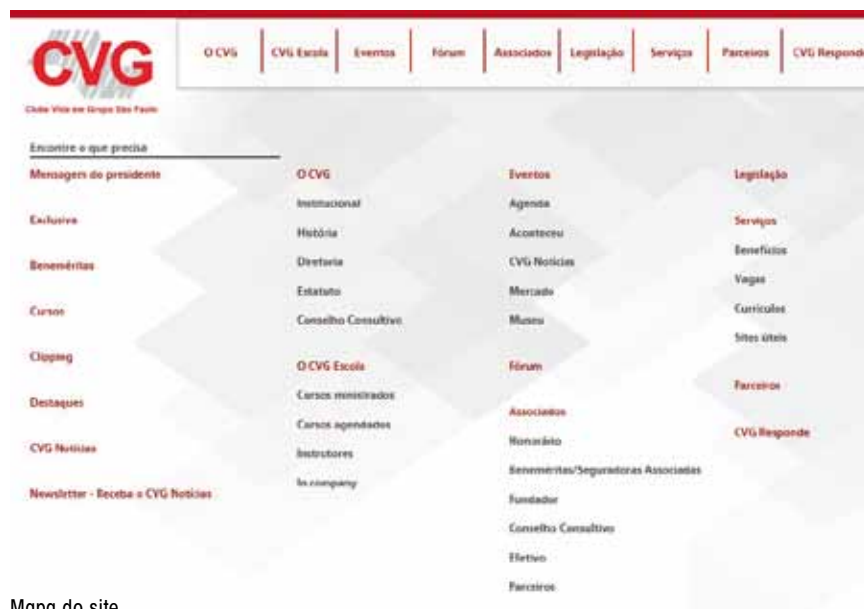 CVG
Clube Vida em Grupo São Paulo
O CVG
CVG Escola
Eventos
Fórum
Associados
Legislação
Serviços
Parceiros
CVG Responde
Encontre o que precisa
Mensagem do presidente
Exclusiva
Beneméritas
Cursos
Clipping
Destaques
CVG Notícias
Newsletter - Receba o CVG Notícias
O CVG
Institucional
História
Diretoria
Estatuto
Conselho Consultivo
O CVG Escola
Cursos ministrados
Cursos agendados
Instrutores
In company
Eventos
Agenda
Aconteceu
CVG Notícias
Mercado
Museu
Fórum
Associados
Honorário
Beneméritas/Seguradoras Associadas
Fundador
Conselho Consultivo
Efetivo
Parceiros
Legislação
Serviços
Benefícios
Vagas
Currículos
Sites úteis
Parceiros
CVG Responde
Mapa do site